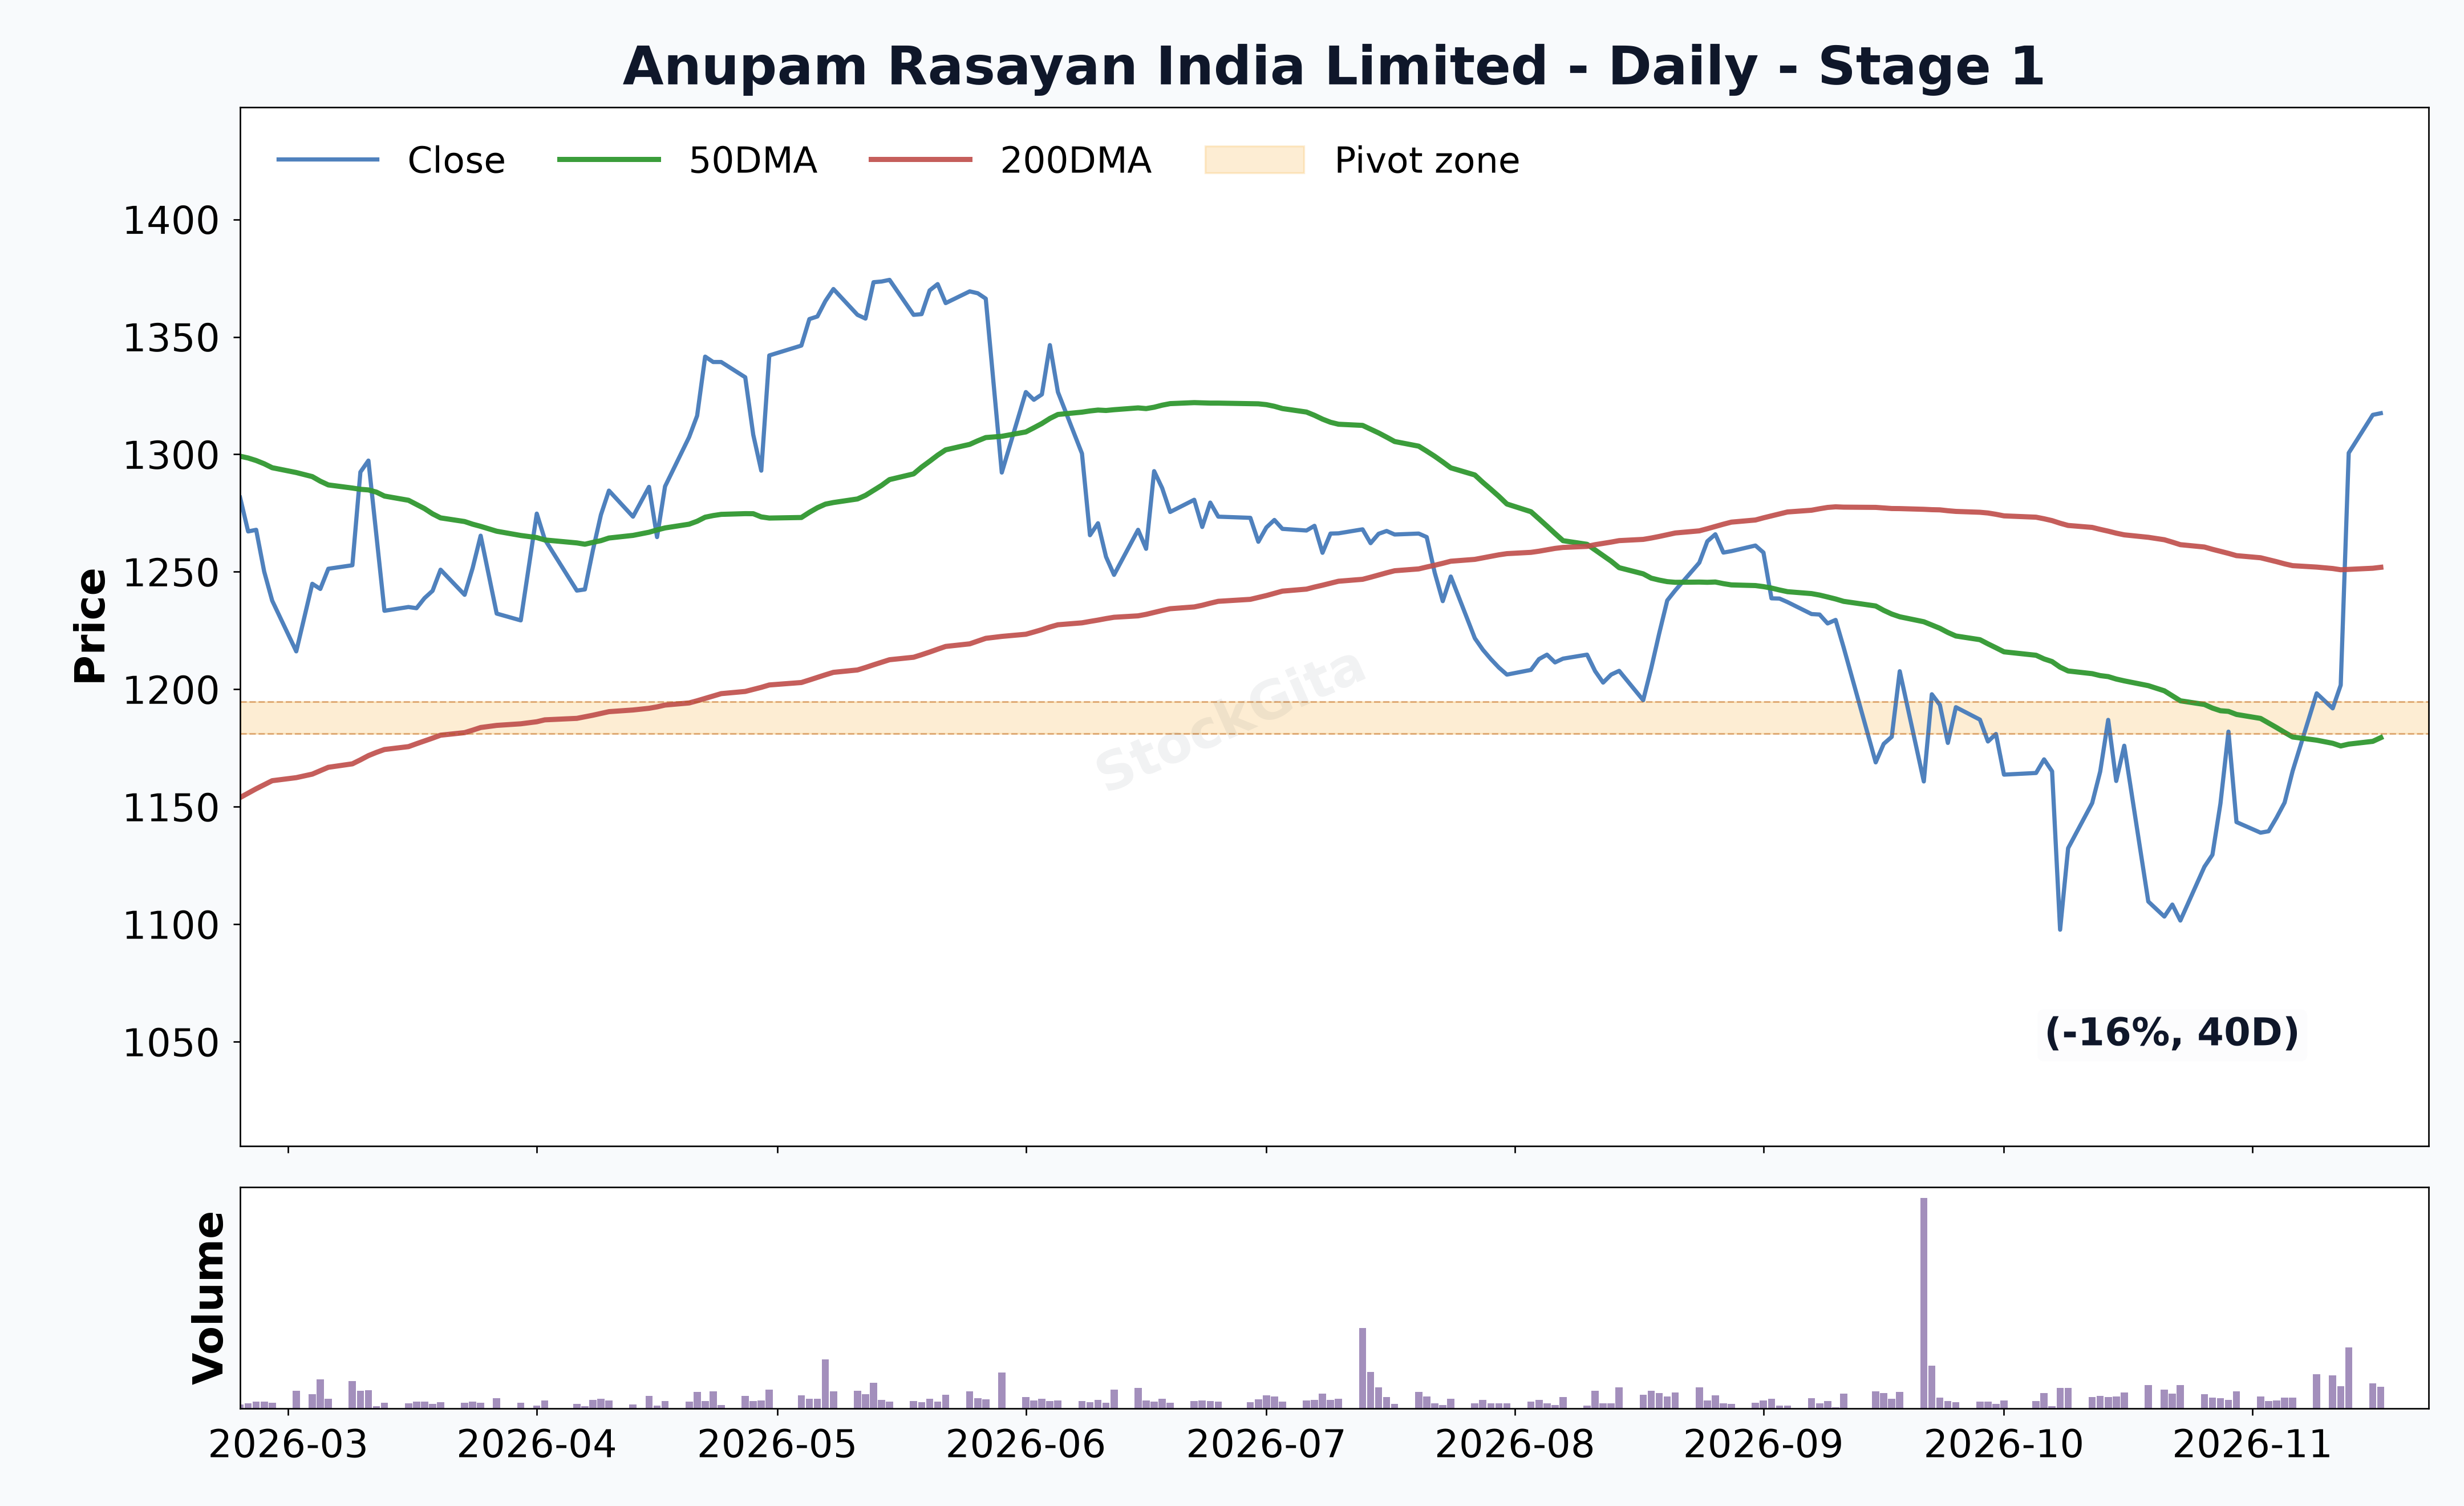 Anupam Rasayan India Limited - Daily - Stage 1
Close
50DMA
200DMA
Pivot zone
Price
1400
1350
1300
1250
1200
1150
1100
1050
StockGita
(-16%, 40D)
Volume
2026-03
2026-04
2026-05
2026-06
2026-07
2026-08
2026-09
2026-10
2026-11